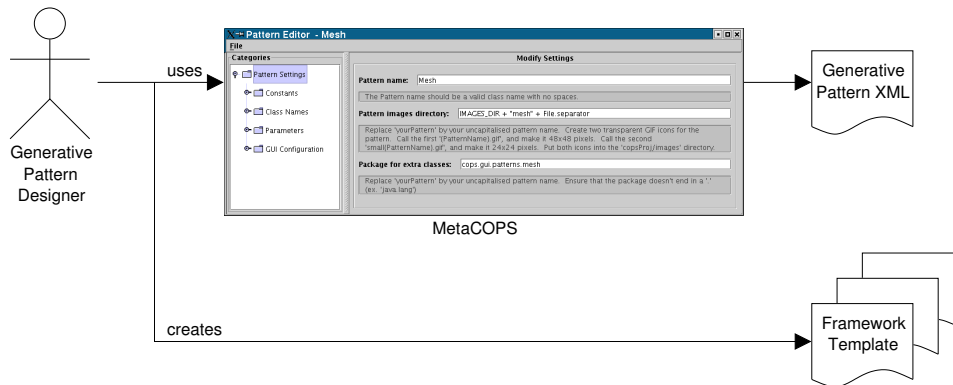 Pattern Editor - Mesh
File
Categories
Modify Settings
Pattern Settings
Constants
Class Names
Parameters
GUI Configuration
Pattern name: Mesh
The Pattern name should be a valid class name with no spaces.
Pattern images directory: IMAGES_DIR + "mesh" + File.separator
Replace 'yourPattern' by your uncapitalised pattern name. Create two transparent GIF icons for the
pattern. Call the first '(PatternName).gif', and make it 48x48 pixels. Call the second
'small(PatternName).gif', and make it 24x24 pixels. Put both icons into the 'copsProj/images' directory.
Package for extra classes: cops.gui.patterns.mesh
Replace 'yourPattern' by your uncapitalised pattern name. Ensure that the package doesn't end in a '.'
(ex. 'java.lang')
uses
Generative
Pattern XML
Generative
Pattern
Designer
MetaCOPS
creates
Framework
Template